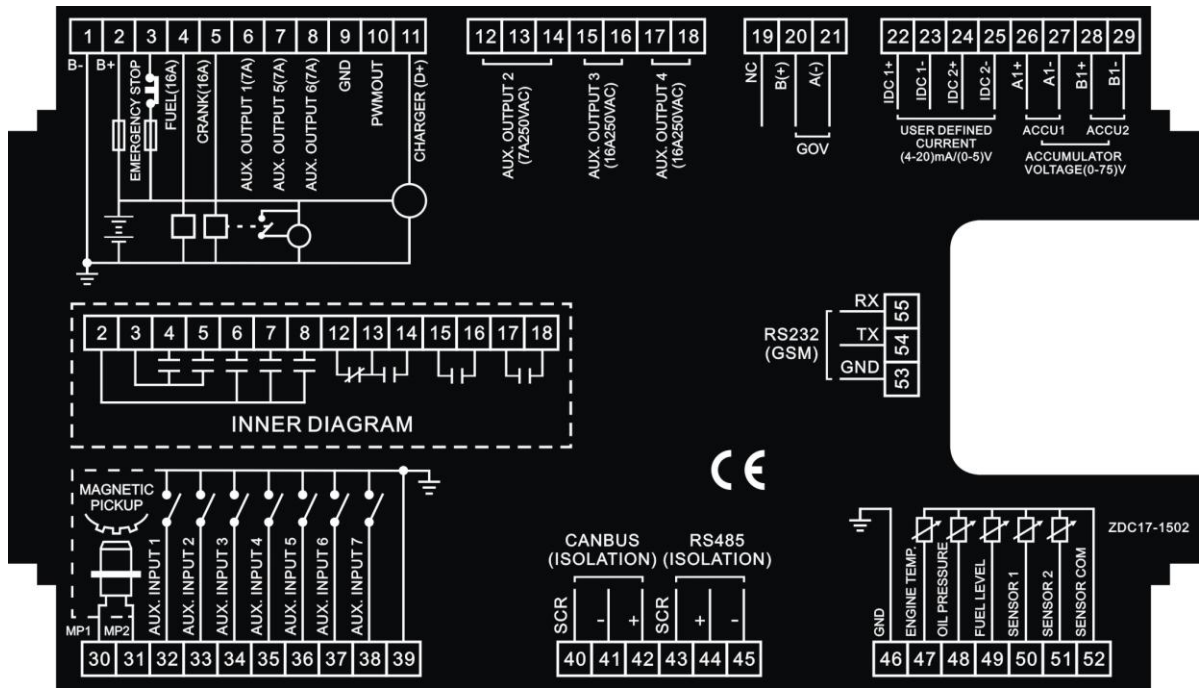 1 2 3 4 5 6 7 8 9 10 11
B-
B+
EMERGENCY STOP
FUEL(16A)
CRANK(16A)
AUX. OUTPUT 1(7A)
AUX. OUTPUT 5(7A)
AUX. OUTPUT 6(7A)
GND
PWMOUT
CHARGER (D+)
12 13 14 15 16 17 18
AUX. OUTPUT 2
(7A250VAC)
AUX. OUTPUT 3
(16A250VAC)
AUX. OUTPUT 4
(16A250VAC)
19 20 21
NC
B(+)
A(-)
GOV
22 23 24 25 26 27 28 29
IDC 1+
IDC 1-
IDC 2+
IDC 2-
A1+
A1-
B1+
B1-
USER DEFINED
CURRENT
(4-20)mA/(0-5)V
ACCU1
ACCU2
ACCUMULATOR
VOLTAGE(0-75)V
2 3 4 5 6 7 8 12 13 14 15 16 17 18
INNER DIAGRAM
RS232
(GSM)
RX 55
TX 54
GND 53
CE
MAGNETIC
PICKUP
MP1
MP2
AUX. INPUT 1
AUX. INPUT 2
AUX. INPUT 3
AUX. INPUT 4
AUX. INPUT 5
AUX. INPUT 6
AUX. INPUT 7
30 31 32 33 34 35 36 37 38 39
CANBUS
(ISOLATION)
RS485
(ISOLATION)
SCR
-
+
SCR
+
-
40 41 42 43 44 45
ZDC17-1502
GND
ENGINE TEMP.
OIL PRESSURE
FUEL LEVEL
SENSOR 1
SENSOR 2
SENSOR COM
46 47 48 49 50 51 52